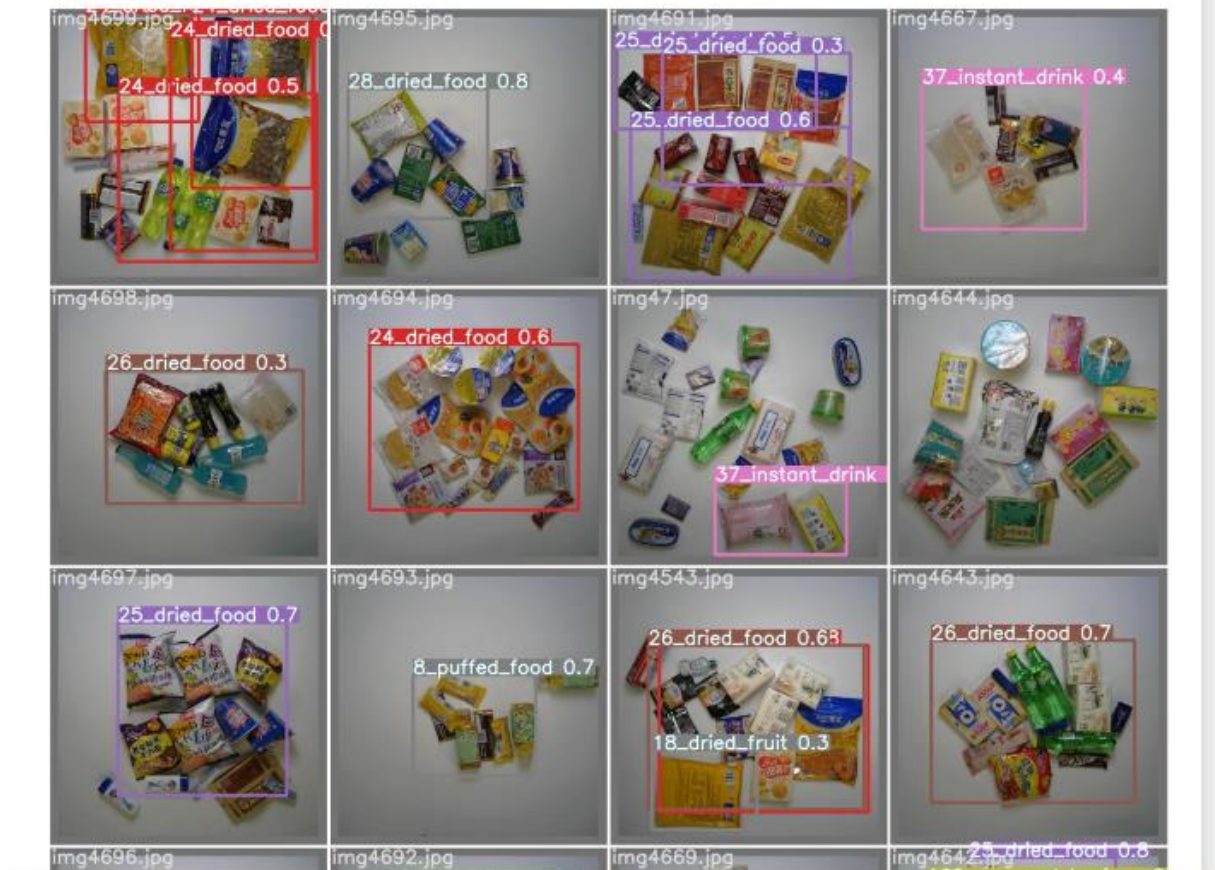 img4699.jpg
24_dried_food 0
24_dried_food 0.5
img4695.jpg
28_dried_food 0.8
img4691.jpg
25_dried_food 0.3
25_dried_food 0.6
img4667.jpg
37_instant_drink 0.4
img4698.jpg
26_dried_food 0.3
img4694.jpg
24_dried_food 0.6
img47.jpg
37_instant_drink
img4644.jpg
img4697.jpg
25_dried_food 0.7
img4693.jpg
8_puffed_food 0.7
img4543.jpg
26_dried_food 0.6
18_dried_fruit 0.3
img4643.jpg
26_dried_food 0.7
img4696.jpg
img4692.jpg
img4669.jpg
img4642.jpg
25_dried_food 0.8